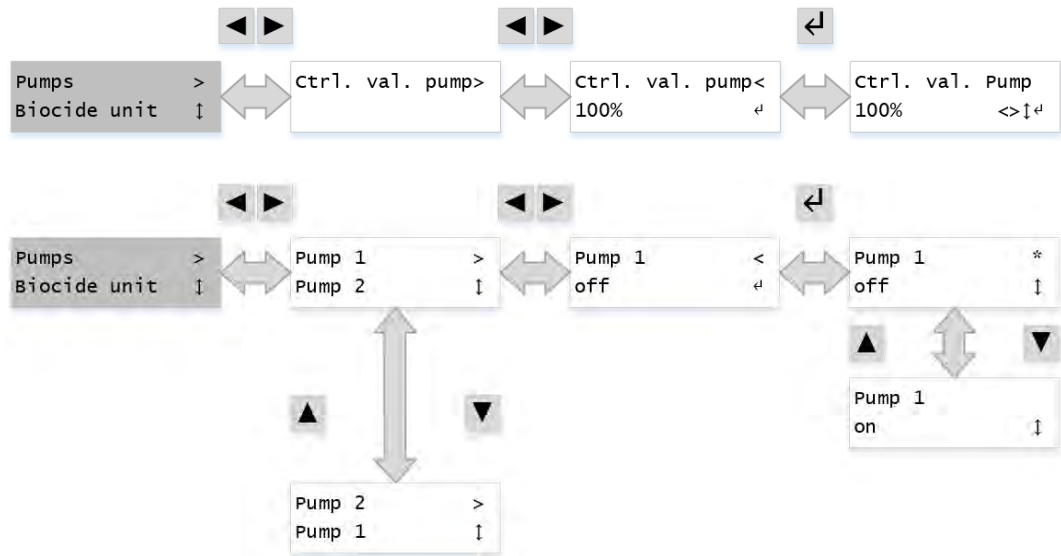 ◀ ▶ ◀ ▶ ↵
Pumps > Ctrl. val. pump> Ctrl. val. pump< Ctrl. val. Pump
Biocide unit ↕ 100% ↵ 100% <>↕↵
◀ ▶ ◀ ▶ ↵
Pumps > Pump 1 > Pump 1 < Pump 1 *
Biocide unit ↕ Pump 2 ↕ off ↵ off ↕
▲ ▼
Pump 1
on ↕
▲ ▼
Pump 2 >
Pump 1 ↕